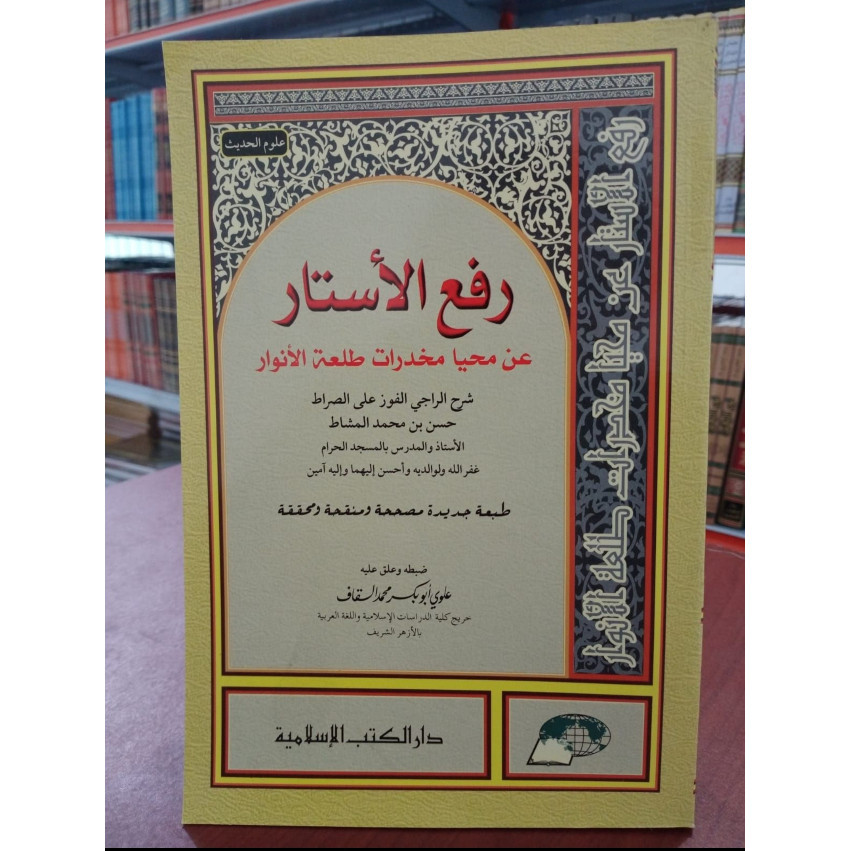 علوم الحديث
رفع الأستار
عن محيا مخدرات طلعة الأنوار
شرح الراجي الفوز على الصراط
حسن بن محمد المشاط
الأستاذ والمدرس بالمسجد الحرام
غفر الله ولوالديه وأحسن إليهما وإليه آمين
طبعة جديدة مصححة ومنقحة ومحققة
ضبطه وعلق عليه
علوي أبو بكر محمد السقاف
خريج كلية الدراسات الإسلامية واللغة العربية
بالأزهر الشريف
دار الكتب الإسلامية
رفع الأستار عن محيا مخدرات طلعة الأنوار